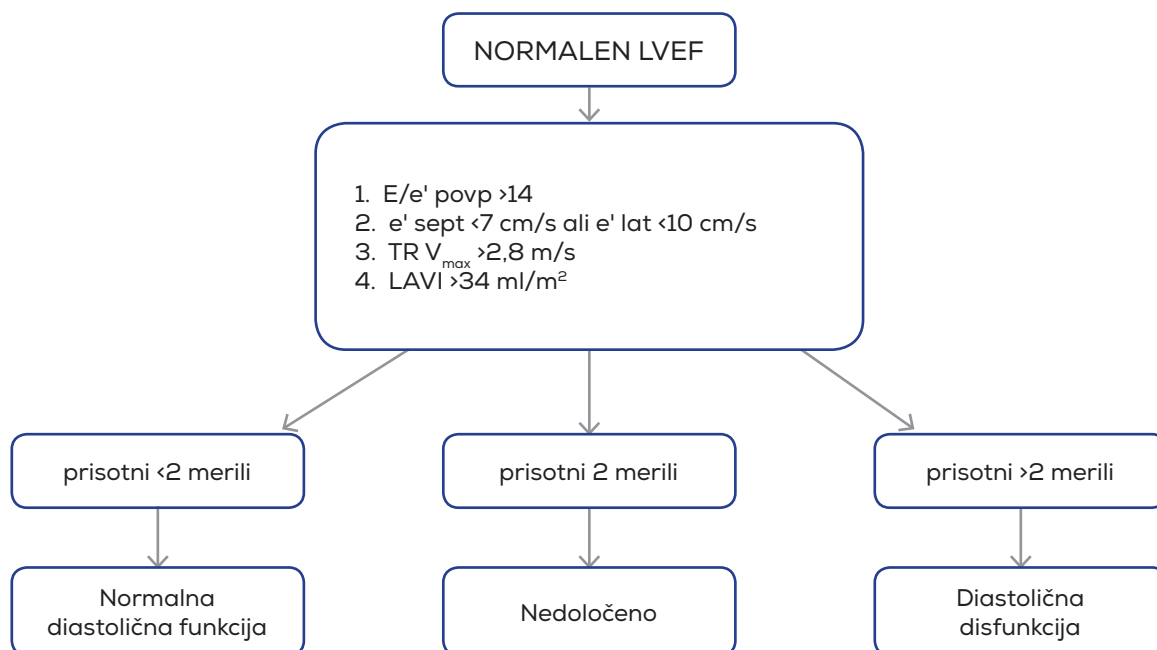 NORMALEN LVEF
1. E/e' povp >14
2. e' sept <7 cm/s ali e' lat <10 cm/s
3. TR Vmax >2,8 m/s
4. LAVI >34 ml/m²
prisotni <2 merili
prisotni 2 merili
prisotni >2 merili
Normalna
diastolična funkcija
Nedoločeno
Diastolična
disfunkcija